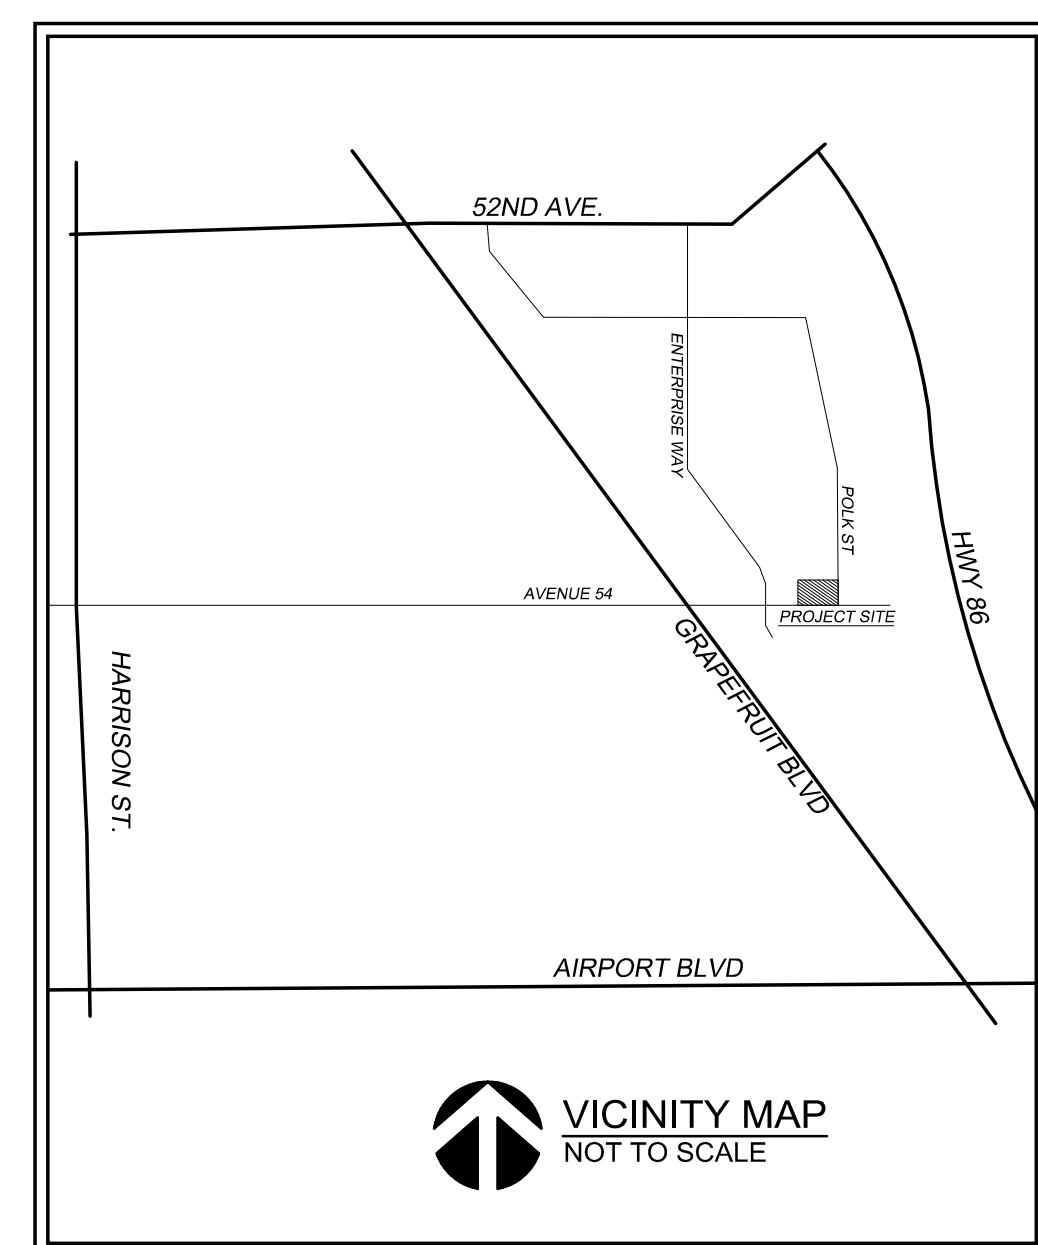 52ND AVE.
ENTERPRISE WAY
POLK ST
HWY 86
AVENUE 54
PROJECT SITE
GRAPEFRUIT BLVD
HARRISON ST.
AIRPORT BLVD
VICINITY MAP
NOT TO SCALE